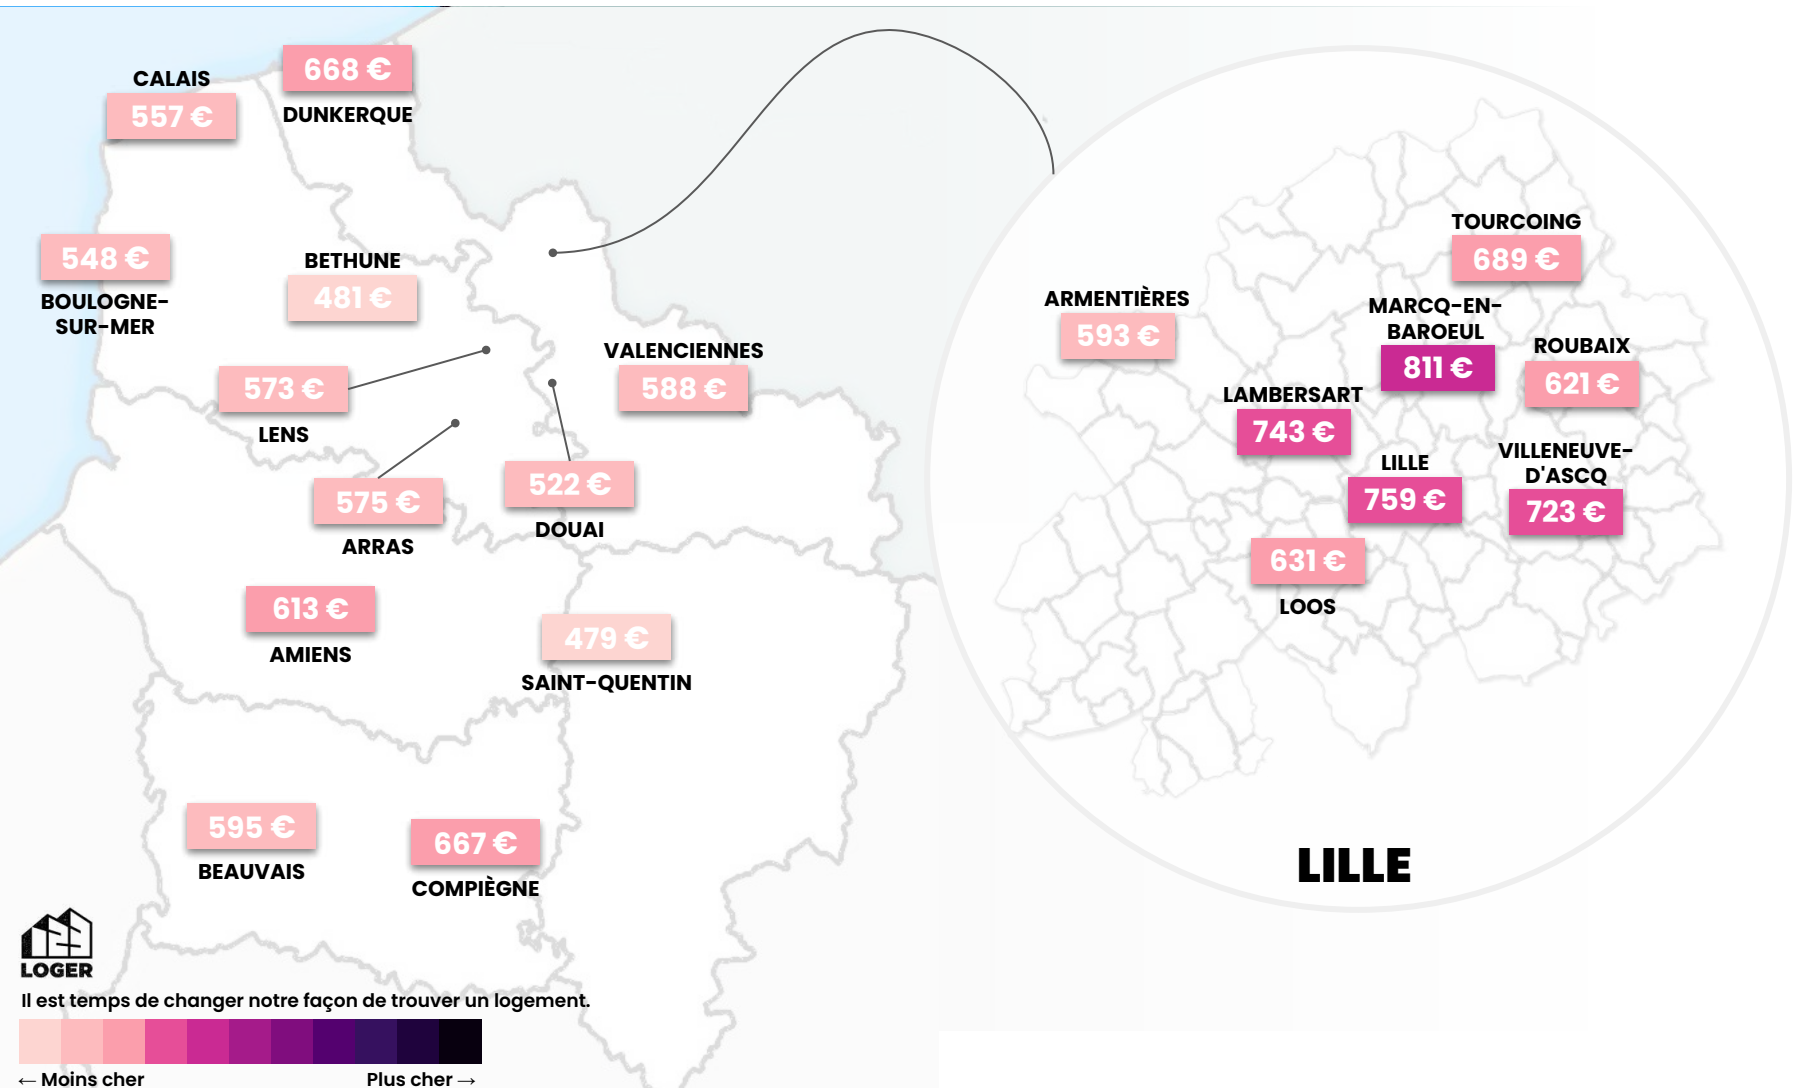 CALAIS
557 €
668 €
DUNKERQUE
548 €
BOULOGNE-
SUR-MER
BETHUNE
481 €
573 €
LENS
VALENCIENNES
588 €
575 €
ARRAS
522 €
DOUAI
613 €
AMIENS
479 €
SAINT-QUENTIN
595 €
BEAUVAIS
667 €
COMPIÈGNE
TOURCOING
689 €
ARMENTIÈRES
593 €
MARCQ-EN-
BAROEUL
811 €
ROUBAIX
621 €
LAMBERSART
743 €
LILLE
759 €
VILLENEUVE-
D'ASCQ
723 €
631 €
LOOS
LILLE
LOGER
Il est temps de changer notre façon de trouver un logement.
← Moins cher
Plus cher →